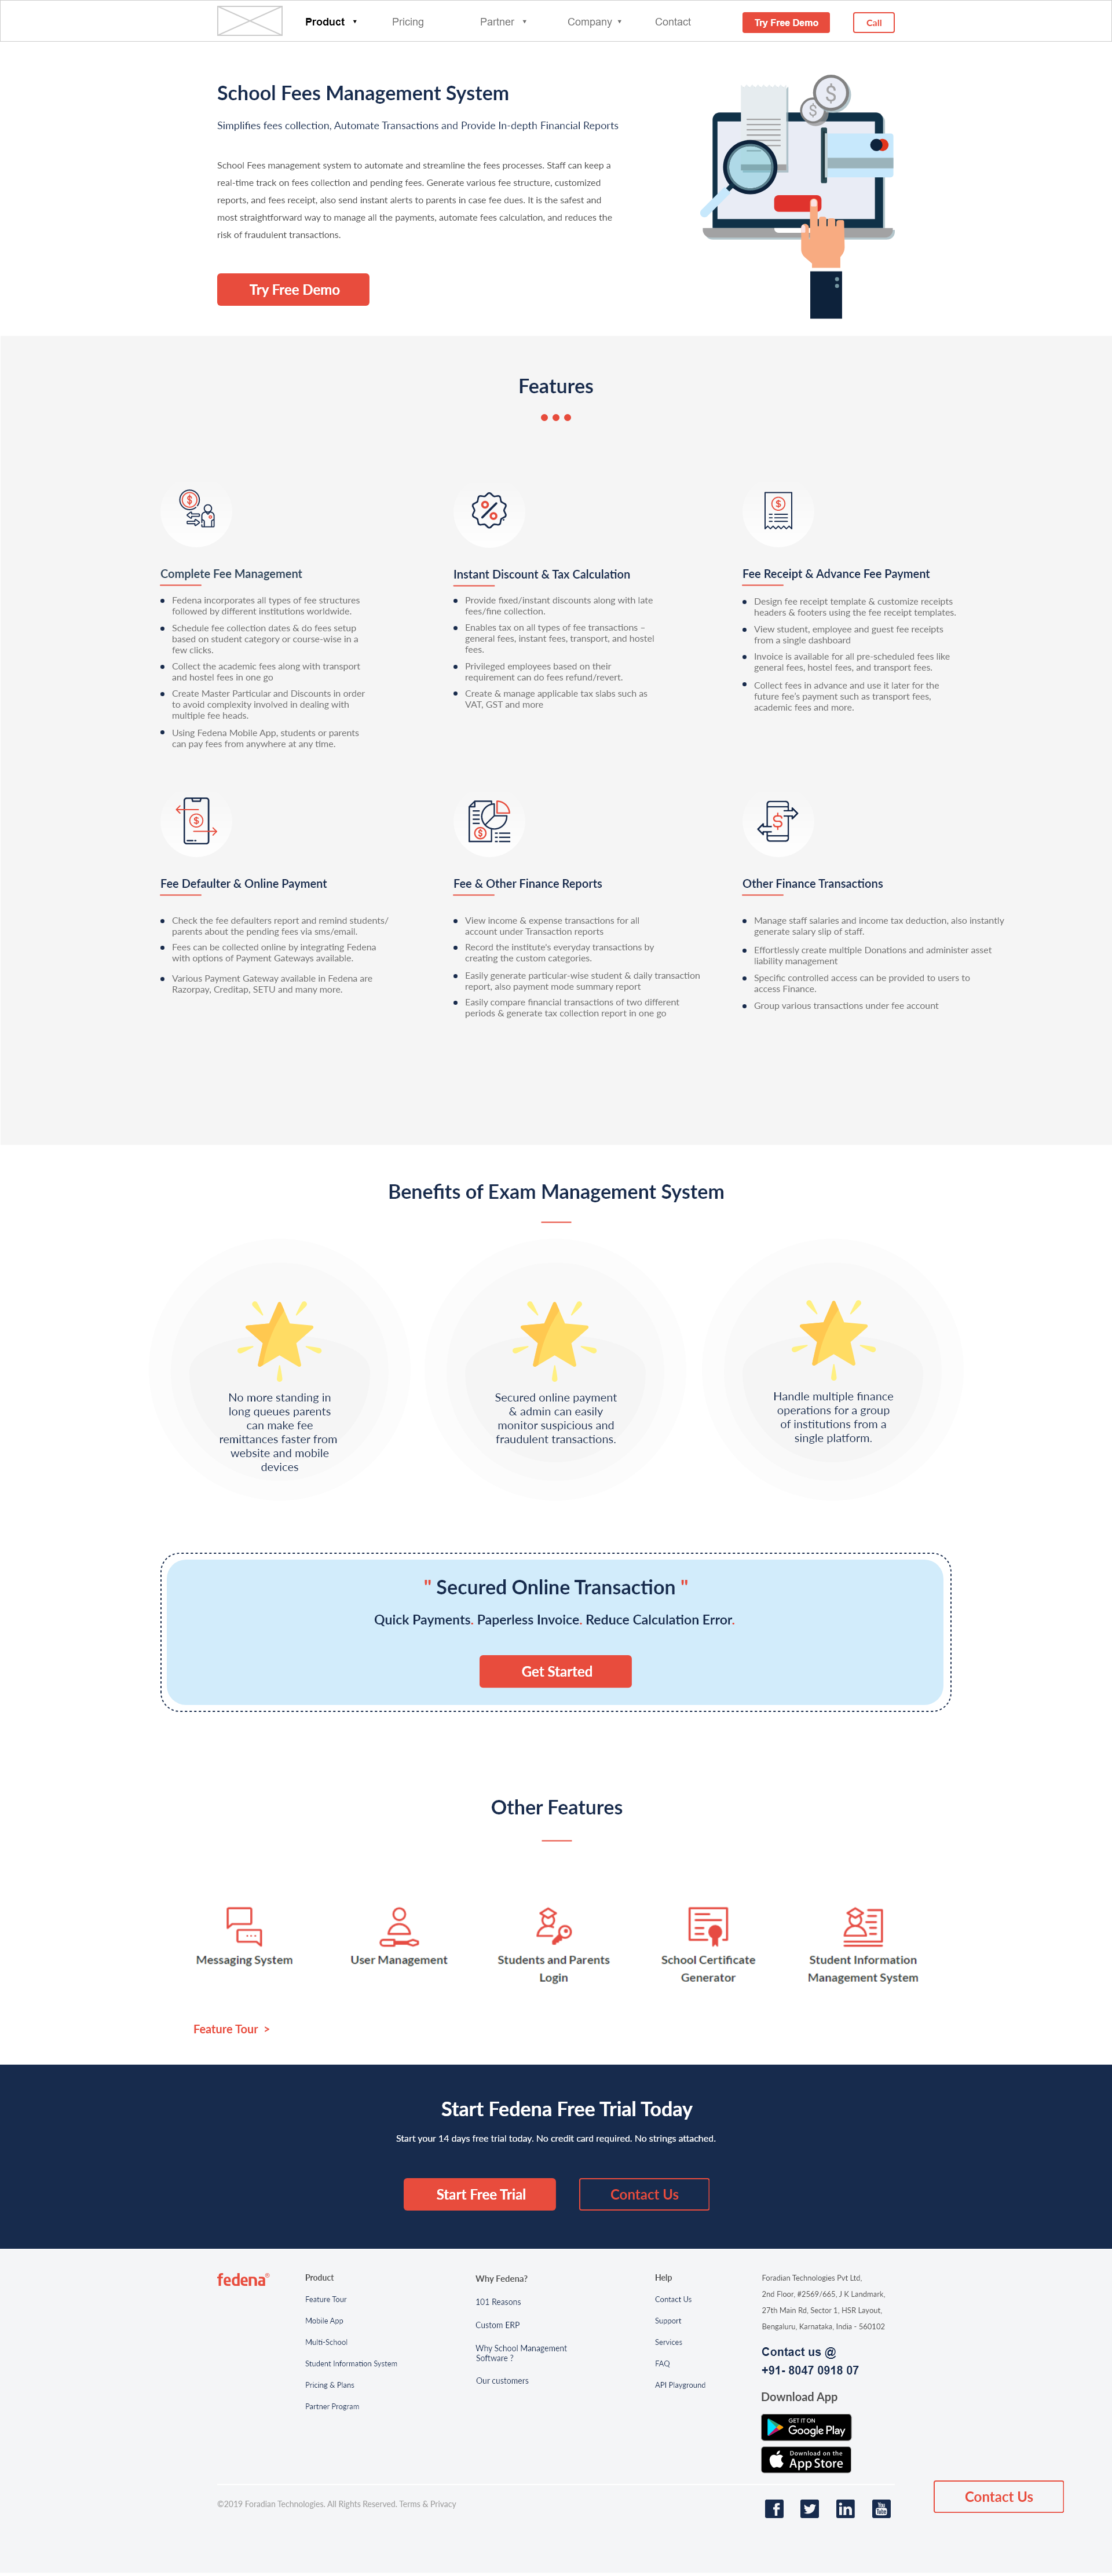 Product ▼ Pricing Partner ▼ Company ▼ Contact Try Free Demo Call
School Fees Management System
Simplifies fees collection, Automate Transactions and Provide In-depth Financial Reports
School Fees management system to automate and streamline the fees processes. Staff can keep a
real-time track on fees collection and pending fees. Generate various fee structure, customized
reports, and fees receipt, also send instant alerts to parents in case fee dues. It is the safest and
most straightforward way to manage all the payments, automate fees calculation, and reduces the
risk of fraudulent transactions.
Try Free Demo
Features
Complete Fee Management
Fedena incorporates all types of fee structures
followed by different institutions worldwide.
Schedule fee collection dates & do fees setup
based on student category or course-wise in a
few clicks.
Collect the academic fees along with transport
and hostel fees in one go
Create Master Particular and Discounts in order
to avoid complexity involved in dealing with
multiple fee heads.
Using Fedena Mobile App, students or parents
can pay fees from anywhere at any time.
Instant Discount & Tax Calculation
Provide fixed/instant discounts along with late
fees/fine collection.
Enables tax on all types of fee transactions –
general fees, instant fees, transport, and hostel
fees.
Privileged employees based on their
requirement can do fees refund/revert.
Create & manage applicable tax slabs such as
VAT, GST and more
Fee Receipt & Advance Fee Payment
Design fee receipt template & customize receipts
headers & footers using the fee receipt templates.
View student, employee and guest fee receipts
from a single dashboard
Invoice is available for all pre-scheduled fees like
general fees, hostel fees, and transport fees.
Collect fees in advance and use it later for the
future fee's payment such as transport fees,
academic fees and more.
Fee Defaulter & Online Payment
Check the fee defaulters report and remind students/
parents about the pending fees via sms/email.
Fees can be collected online by integrating Fedena
with options of Payment Gateways available.
Various Payment Gateway available in Fedena are
Razorpay, Creditap, SETU and many more.
Fee & Other Finance Reports
View income & expense transactions for all
account under Transaction reports
Record the institute's everyday transactions by
creating the custom categories.
Easily generate particular-wise student & daily transaction
report, also payment mode summary report
Easily compare financial transactions of two different
periods & generate tax collection report in one go
Other Finance Transactions
Manage staff salaries and income tax deduction, also instantly
generate salary slip of staff.
Effortlessly create multiple Donations and administer asset
liability management
Specific controlled access can be provided to users to
access Finance.
Group various transactions under fee account
Benefits of Exam Management System
No more standing in
long queues parents
can make fee
remittances faster from
website and mobile
devices
Secured online payment
& admin can easily
monitor suspicious and
fraudulent transactions.
Handle multiple finance
operations for a group
of institutions from a
single platform.
" Secured Online Transaction "
Quick Payments. Paperless Invoice. Reduce Calculation Error.
Get Started
Other Features
Messaging System
User Management
Students and Parents
Login
School Certificate
Generator
Student Information
Management System
Feature Tour >
Start Fedena Free Trial Today
Start your 14 days free trial today. No credit card required. No strings attached.
Start Free Trial Contact Us
fedena®
Product
Feature Tour
Mobile App
Multi-School
Student Information System
Pricing & Plans
Partner Program
Why Fedena?
101 Reasons
Custom ERP
Why School Management
Software ?
Our customers
Help
Contact Us
Support
Services
FAQ
API Playground
Foradian Technologies Pvt Ltd,
2nd Floor, #2569/665, J K Landmark,
27th Main Rd, Sector 1, HSR Layout,
Bengaluru, Karnataka, India - 560102
Contact us @
+91- 8047 0918 07
Download App
GET IT ON
Google Play
Download on the
App Store
Contact Us
©2019 Foradian Technologies. All Rights Reserved. Terms & Privacy
f in You Tube